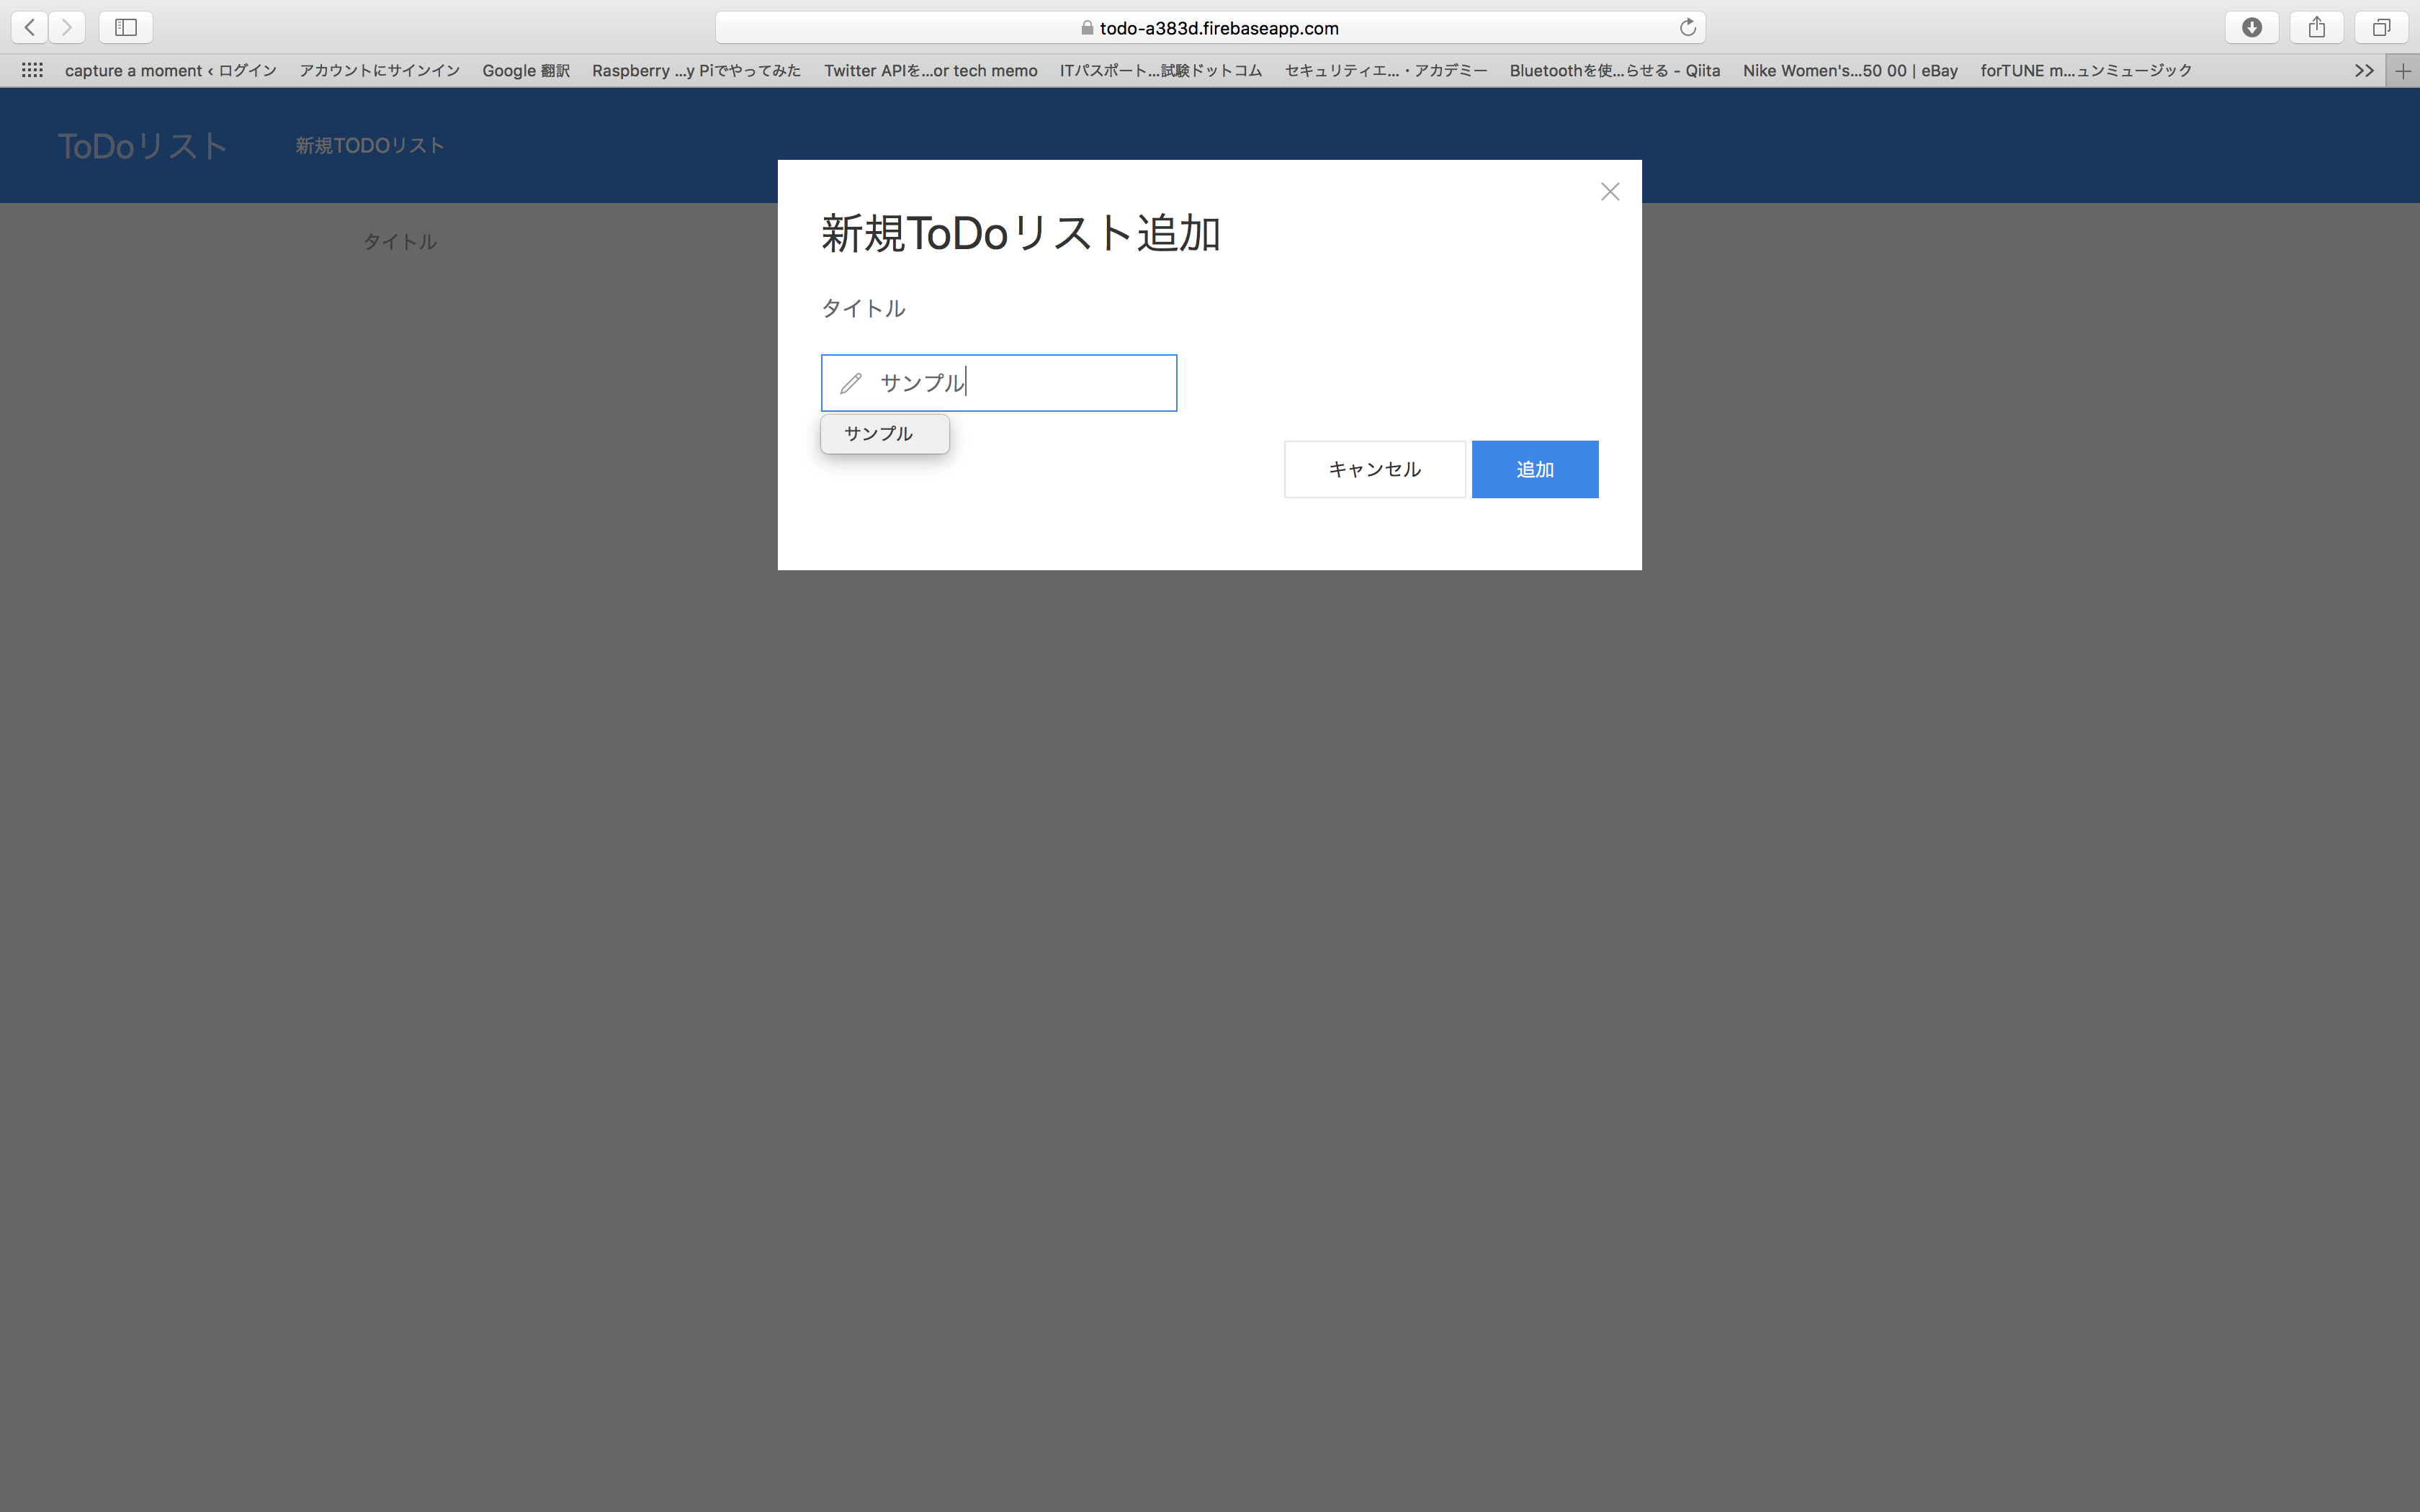 todo-a383d.firebaseapp.com
capture a moment ‹ ログイン アカウントにサインイン Google 翻訳 Raspberry ...y Piでやってみた Twitter APIを...or tech memo ITパスポート...試験ドットコム セキュリティエ...・アカデミー Bluetoothを使...らせる - Qiita Nike Women's...50 00 | eBay forTUNE m...ュンミュージック
ToDoリスト 新規TODOリスト
タイトル
新規ToDoリスト追加
タイトル
サンプル
サンプル
キャンセル 追加